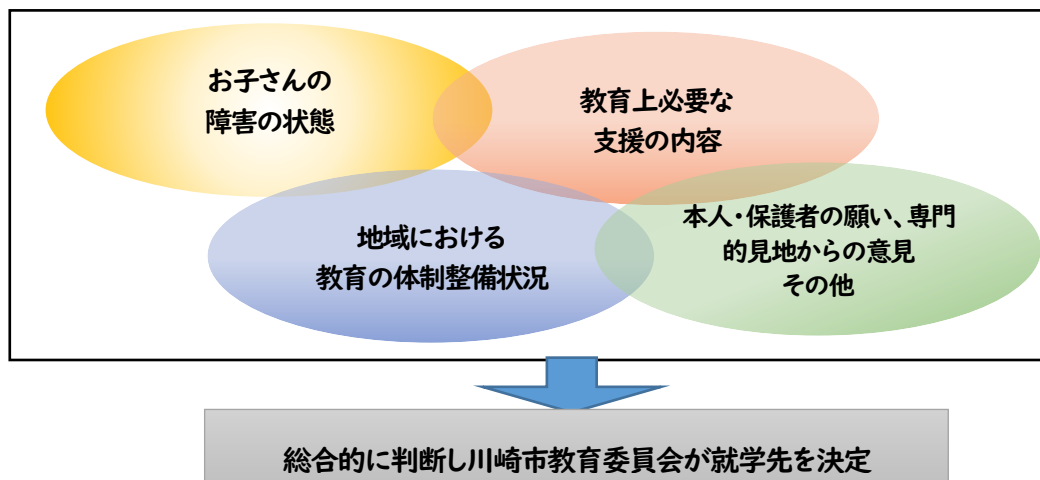 お子さんの
障害の状態
教育上必要な
支援の内容
地域における
教育の体制整備状況
本人・保護者の願い、専門
的見地からの意見
その他
総合的に判断し川崎市教育委員会が就学先を決定